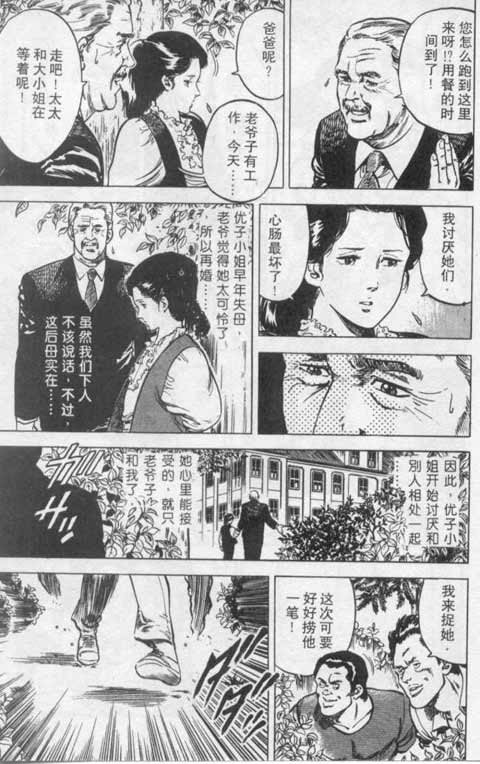 您怎么跑到这里
来呀!?用餐的时
间到了!
爸爸呢?
老爷子有工
作,今天……
走吧!太太
和大小姐在
等着呢!
我讨厌她们,
心肠最坏了!
优子小姐早年失母,
老爷觉得她太可怜了,
所以再婚……
虽然我们下人
不该说话,不过,
这后母实在……
因此,优子小
姐开始讨厌和
别人相处一起
……
她心里能接
受的,就只
老爷子
和我了,
ガッ
我来捉她,
这次可要
好好捞他
一笔!
ダダダッ